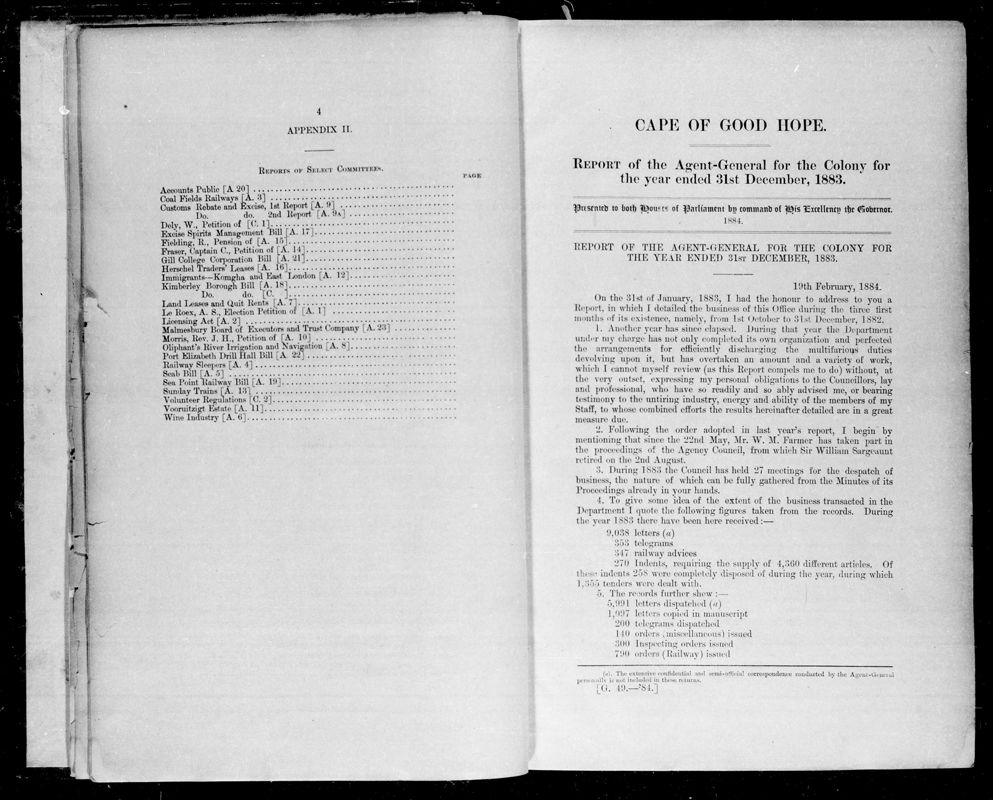 4
APPENDIX II.
REPORTS OF SELECT COMMITTEES.
PAGE
Accounts Public [A 20]
Coal Fields Railways [A. 3]
Customs Rebate and Excise, 1st Report [A. 9]
Do. do. 2nd Report [A. 9A]
Dely, W., Petition of [C. 1]
Excise Spirits Management Bill [A. 17]
Fielding, R., Pension of [A. 15]
Fraser, Captain C., Petition of [A. 14]
Gill College Corporation Bill [A. 21]
Herschel Traders' Leases [A. 16]
Immigrants—Komgha and East London [A. 12]
Kimberley Borough Bill [A. 18]
Do. do. [C. ]
Land Leases and Quit Rents [A. 7]
Le Roex, A. S., Election Petition of [A. 1]
Licensing Act [A. 2]
Malmesbury Board of Executors and Trust Company [A. 23]
Morris, Rev. J. H., Petition of [A. 10]
Oliphant's River Irrigation and Navigation [A. 8]
Port Elizabeth Drill Hall Bill [A. 22]
Railway Sleepers [A. 4]
Scab Bill [A. 5]
Sea Point Railway Bill [A. 19]
Sunday Trains [A. 13]
Volunteer Regulations [C. 2]
Vooruitzigt Estate [A. 11]
Wine Industry [A. 6]
CAPE OF GOOD HOPE.
REPORT of the Agent-General for the Colony for
the year ended 31st December, 1883.
Presented to both Houses of Parliament by command of His Excellency the Governor.
1884.
REPORT OF THE AGENT-GENERAL FOR THE COLONY FOR
THE YEAR ENDED 31ST DECEMBER, 1883.
19th February, 1884.
On the 31st of January, 1883, I had the honour to address to you a
Report, in which I detailed the business of this Office during the three first
months of its existence, namely, from 1st October to 31st December, 1882.
1. Another year has since elapsed. During that year the Department
under my charge has not only completed its own organization and perfected
the arrangements for efficiently discharging the multifarious duties
devolving upon it, but has overtaken an amount and a variety of work,
which I cannot myself review (as this Report compels me to do) without, at
the very outset, expressing my personal obligations to the Councillors, lay
and professional, who have so readily and so ably advised me, or bearing
testimony to the untiring industry, energy and ability of the members of my
Staff, to whose combined efforts the results hereinafter detailed are in a great
measure due.
2. Following the order adopted in last year's report, I begin by
mentioning that since the 22nd May, Mr. W. M. Farmer has taken part in
the proceedings of the Agency Council, from which Sir William Sargeaunt
retired on the 2nd August.
3. During 1883 the Council has held 27 meetings for the despatch of
business, the nature of which can be fully gathered from the Minutes of its
Proceedings already in your hands.
4. To give some idea of the extent of the business transacted in the
Department I quote the following figures taken from the records. During
the year 1883 there have been here received:—
9,038 letters (a)
353 telegrams
347 railway advices
270 Indents, requiring the supply of 4,360 different articles. Of
these indents 258 were completely disposed of during the year, during which
1,355 tenders were dealt with.
5. The records further shew:—
5,991 letters dispatched (a)
1,097 letters copied in manuscript
200 telegrams dispatched
140 orders (miscellaneous) issued
300 Inspecting orders issued
790 orders (Railway) issued
(a). The extensive confidential and semi-official correspondence conducted by the Agent-General
personally is not included in these returns.
[G. 49.—'84.]